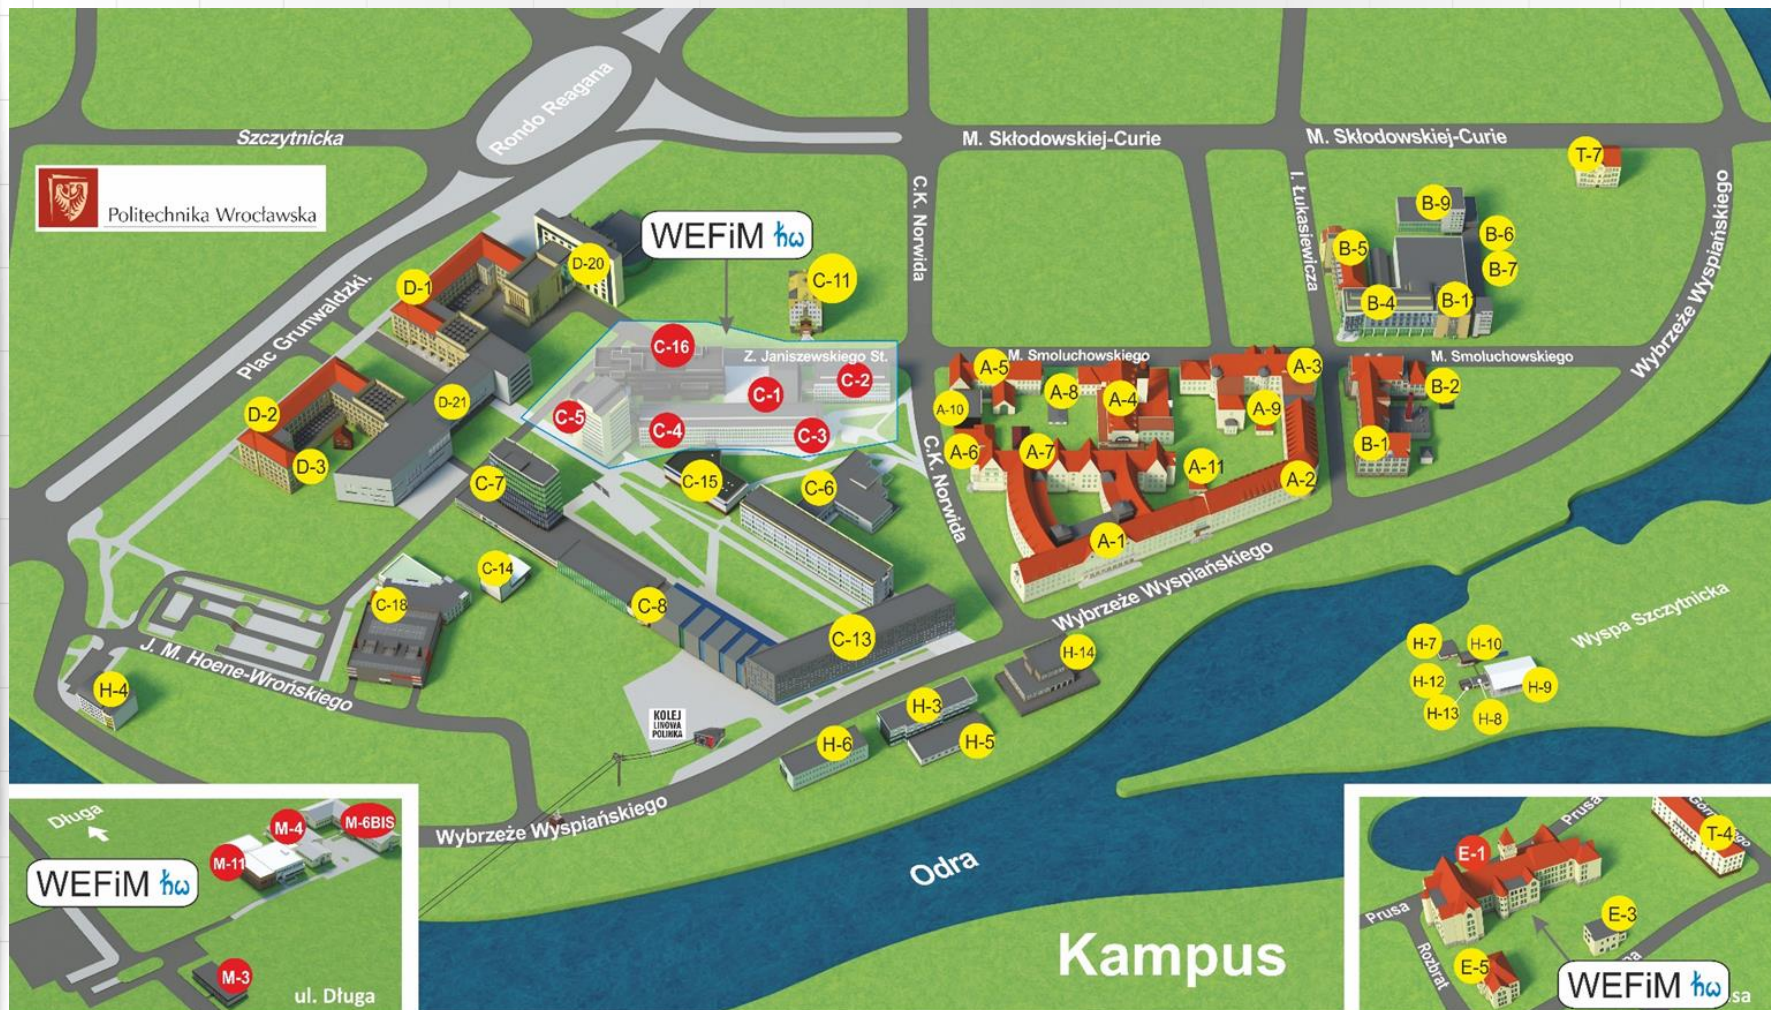 Szczytnicka
Rondo Reagana
M. Skłodowskiej-Curie
M. Skłodowskiej-Curie
T-7
Politechnika Wrocławska
C.K. Norwida
I. Łukasiewicza
Wybrzeże Wyspiańskiego
B-9
WEFiM ħω
B-5
B-6
B-7
D-20
D-1
C-11
B-4
B-11
Plac Grunwaldzki.
C-16
Z. Janiszewskiego St.
M. Smoluchowskiego
M. Smoluchowskiego
A-5
A-3
C-1
C-2
A-8
A-4
A-10
A-9
B-2
D-2
D-21
C-5
C-4
C-3
A-6
A-7
B-1
D-3
C-7
C-15
C-6
C.K. Norwida
A-11
A-2
A-1
Wybrzeże Wyspiańskiego
C-14
C-18
C-8
C-13
Wyspa Szczytnicka
H-7
H-10
H-14
J. M. Hoene-Wrońskiego
H-4
H-12
H-9
H-13
H-8
KOLEJ
LINOWA
POLINKA
H-3
H-6
H-5
Wybrzeże Wyspiańskiego
Odra
Kampus
Długa
M-4
M-6BIS
M-11
WEFiM ħω
M-3
ul. Długa
Prusa
T-4
E-1
Prusa
E-3
Rozbrat
E-5
WEFiM ħω